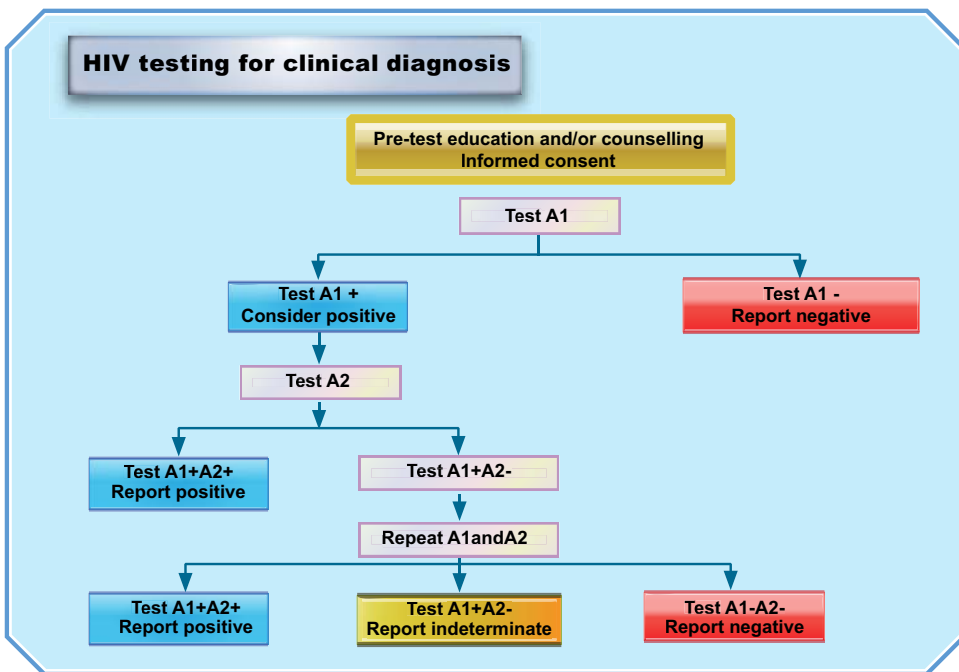 HIV testing for clinical diagnosis
Pre-test education and/or counselling
Informed consent
Test A1
Test A1 +
Consider positive
Test A1 -
Report negative
Test A2
Test A1+A2+
Report positive
Test A1+A2-
Repeat A1andA2
Test A1+A2+
Report positive
Test A1+A2-
Report indeterminate
Test A1-A2-
Report negative